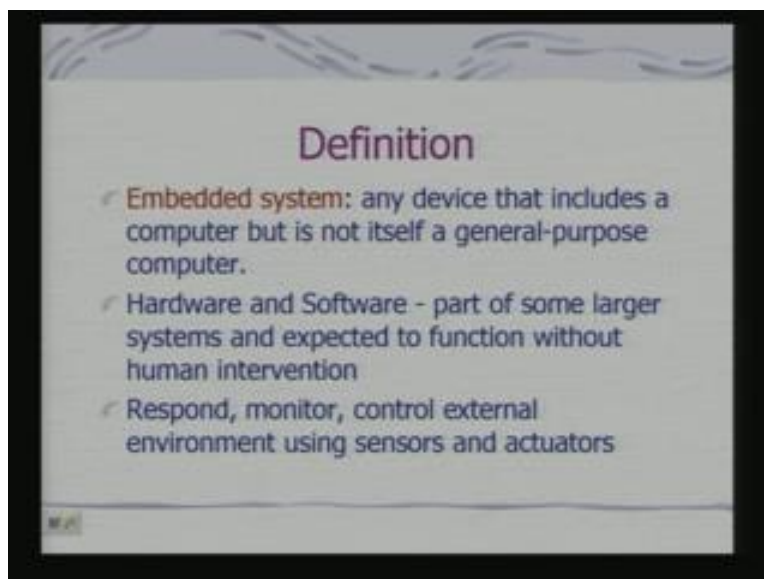 Definition
Embedded system: any device that includes a
computer but is not itself a general-purpose
computer.
Hardware and Software - part of some larger
systems and expected to function without
human intervention
Respond, monitor, control external
environment using sensors and actuators